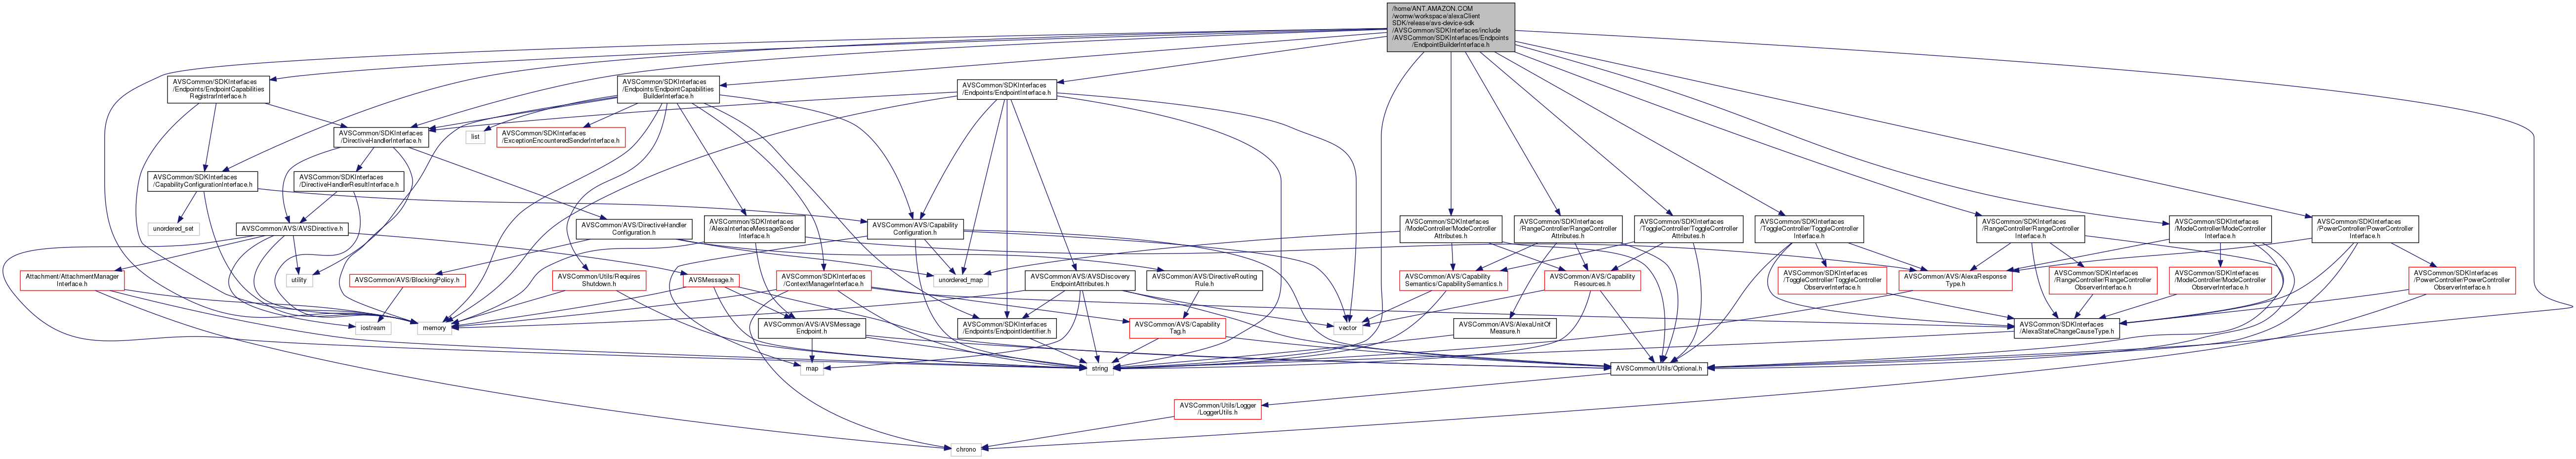 /home/ANT.AMAZON.COM
/womw/workspace/alexaClient
SDK/release/avs-device-sdk
/AVSCommon/SDKInterfaces/include
/AVSCommon/SDKInterfaces/Endpoints
/EndpointBuilderInterface.h
AVSCommon/SDKInterfaces
/Endpoints/EndpointCapabilities
RegistrarInterface.h
AVSCommon/SDKInterfaces
/Endpoints/EndpointCapabilities
BuilderInterface.h
AVSCommon/SDKInterfaces
/Endpoints/EndpointInterface.h
AVSCommon/SDKInterfaces
/DirectiveHandlerInterface.h
list
AVSCommon/SDKInterfaces
/ExceptionEncounteredSenderInterface.h
AVSCommon/SDKInterfaces
/CapabilityConfigurationInterface.h
AVSCommon/SDKInterfaces
/DirectiveHandlerResultInterface.h
unordered_set
AVSCommon/AVS/AVSDirective.h
AVSCommon/AVS/DirectiveHandler
Configuration.h
AVSCommon/SDKInterfaces
/AlexaInterfaceMessageSender
Interface.h
AVSCommon/AVS/Capability
Configuration.h
AVSCommon/SDKInterfaces
/ModeController/ModeController
Attributes.h
AVSCommon/SDKInterfaces
/RangeController/RangeController
Attributes.h
AVSCommon/SDKInterfaces
/ToggleController/ToggleController
Attributes.h
AVSCommon/SDKInterfaces
/ToggleController/ToggleController
Interface.h
AVSCommon/SDKInterfaces
/RangeController/RangeController
Interface.h
AVSCommon/SDKInterfaces
/ModeController/ModeController
Interface.h
AVSCommon/SDKInterfaces
/PowerController/PowerController
Interface.h
Attachment/AttachmentManager
Interface.h
utility
AVSCommon/AVS/BlockingPolicy.h
AVSCommon/Utils/Requires
Shutdown.h
AVSMessage.h
AVSCommon/SDKInterfaces
/ContextManagerInterface.h
unordered_map
AVSCommon/AVS/AVSDiscovery
EndpointAttributes.h
AVSCommon/AVS/DirectiveRouting
Rule.h
AVSCommon/AVS/Capability
Semantics/CapabilitySemantics.h
AVSCommon/AVS/Capability
Resources.h
AVSCommon/SDKInterfaces
/ToggleController/ToggleController
ObserverInterface.h
AVSCommon/AVS/AlexaResponse
Type.h
AVSCommon/SDKInterfaces
/RangeController/RangeController
ObserverInterface.h
AVSCommon/SDKInterfaces
/ModeController/ModeController
ObserverInterface.h
AVSCommon/SDKInterfaces
/PowerController/PowerController
ObserverInterface.h
iostream
memory
AVSCommon/AVS/AVSMessage
Endpoint.h
AVSCommon/SDKInterfaces
/Endpoints/EndpointIdentifier.h
AVSCommon/AVS/Capability
Tag.h
vector
AVSCommon/AVS/AlexaUnitOf
Measure.h
AVSCommon/SDKInterfaces
/AlexaStateChangeCauseType.h
map
string
AVSCommon/Utils/Optional.h
AVSCommon/Utils/Logger
/LoggerUtils.h
chrono